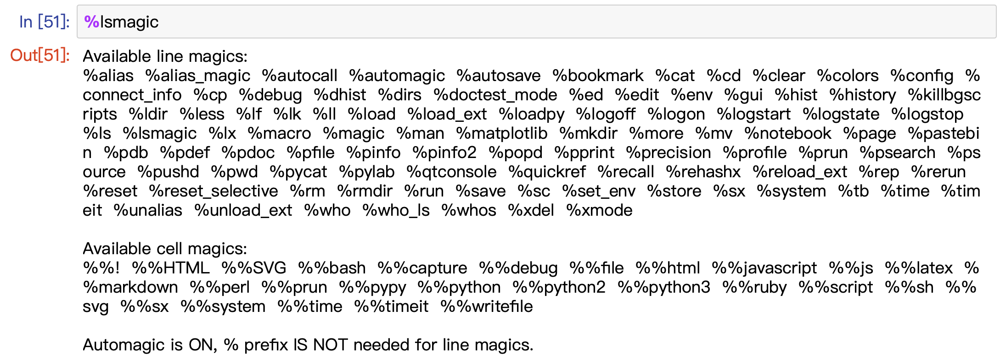 In [51]: %lsmagic
Out[51]: Available line magics:
%alias %alias_magic %autocall %automagic %autosave %bookmark %cat %cd %clear %colors %config %
connect_info %cp %debug %dhist %dirs %doctest_mode %ed %edit %env %gui %hist %history %killbgsc
ripts %ldir %less %lf %lk %ll %load %load_ext %loadpy %logoff %logon %logstart %logstate %logstop
%ls %lsmagic %lx %macro %magic %man %matplotlib %mkdir %more %mv %notebook %page %pastebi
n %pdb %pdef %pdoc %pfile %pinfo %pinfo2 %popd %pprint %precision %profile %prun %psearch %ps
ource %pushd %pwd %pycat %pylab %qtconsole %quickref %recall %rehashx %reload_ext %rep %rerun
%reset %reset_selective %rm %rmdir %run %save %sc %set_env %store %sx %system %tb %time %tim
eit %unalias %unload_ext %who %who_ls %whos %xdel %xmode
Available cell magics:
%%! %%HTML %%SVG %%bash %%capture %%debug %%file %%html %%javascript %%js %%latex %
%markdown %%perl %%prun %%pypy %%python %%python2 %%python3 %%ruby %%script %%sh %%
svg %%sx %%system %%time %%timeit %%writefile
Automagic is ON, % prefix IS NOT needed for line magics.